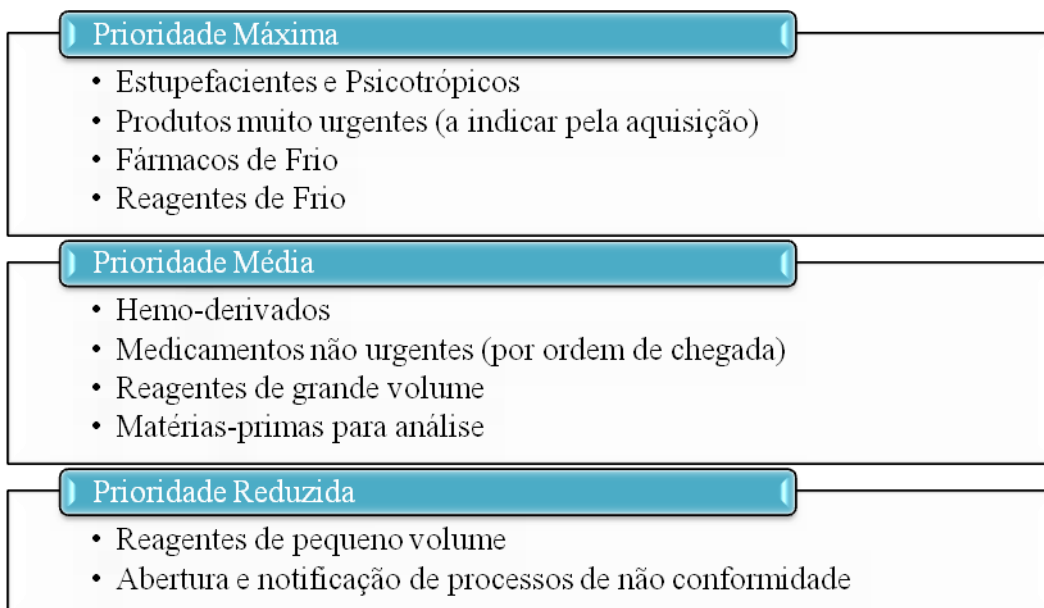 Prioridade Máxima
• Estupefacientes e Psicotrópicos
• Produtos muito urgentes (a indicar pela aquisição)
• Fármacos de Frio
• Reagentes de Frio
Prioridade Média
• Hemo-derivados
• Medicamentos não urgentes (por ordem de chegada)
• Reagentes de grande volume
• Matérias-primas para análise
Prioridade Reduzida
• Reagentes de pequeno volume
• Abertura e notificação de processos de não conformidade